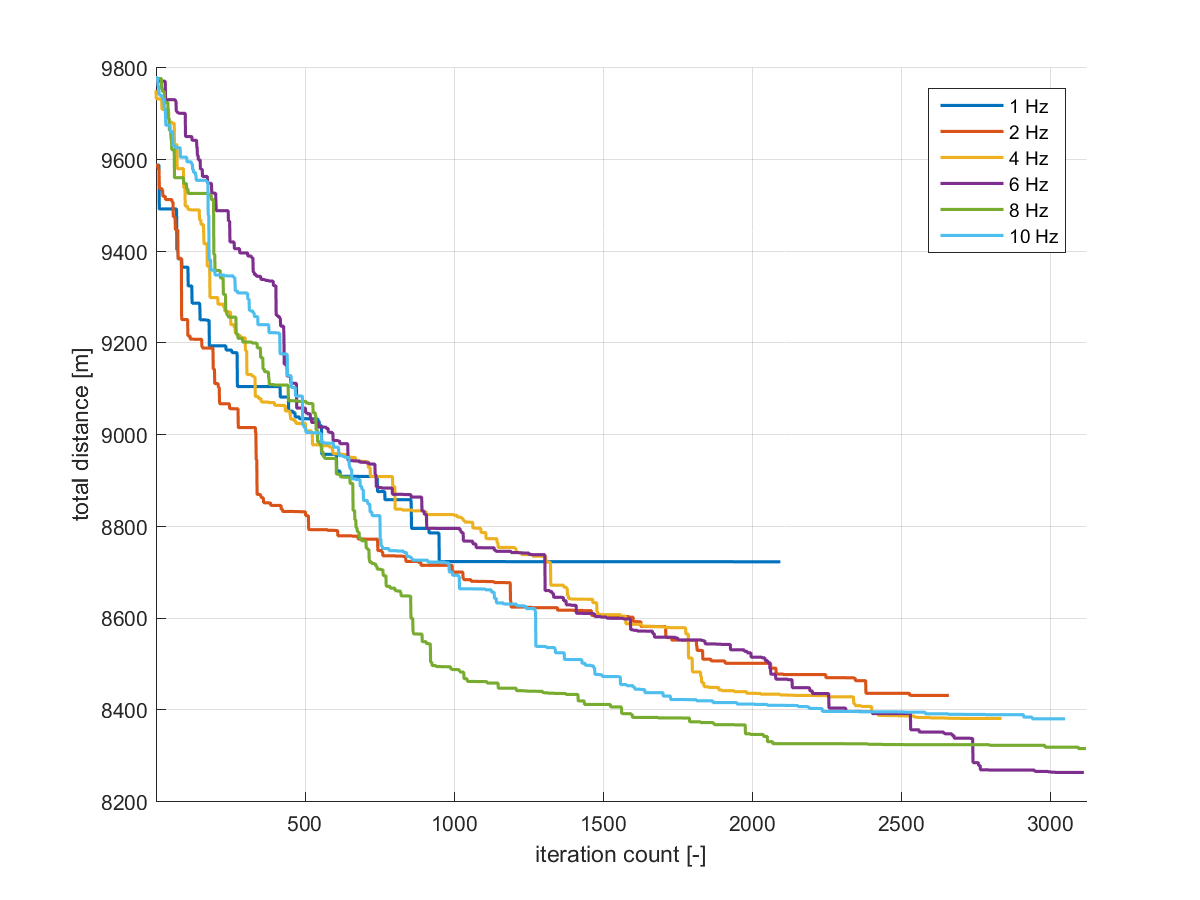 9800
9600
9400
9200
9000
8800
8600
8400
8200
total distance [m]
500
1000
1500
2000
2500
3000
iteration count [-]
1 Hz
2 Hz
4 Hz
6 Hz
8 Hz
10 Hz